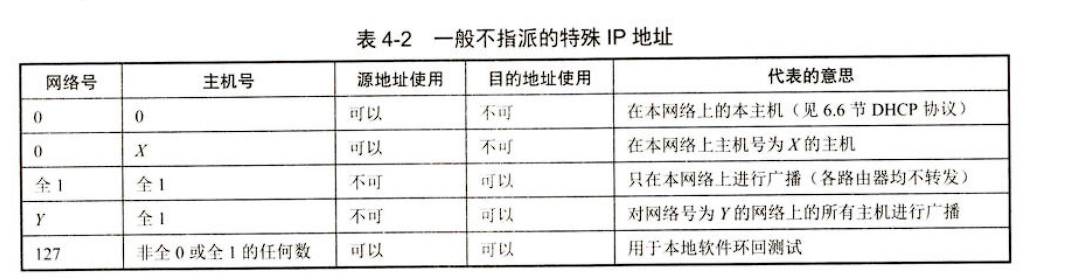 表 4-2 一般不指派的特殊 IP 地址
网络号 主机号 源地址使用 目的地址使用 代表的意思
0 0 可以 不可 在本网络上的本主机（见 6.6 节 DHCP 协议）
0 X 可以 不可 在本网络上主机号为 X 的主机
全 1 全 1 不可 可以 只在本网络上进行广播（各路由器均不转发）
Y 全 1 不可 可以 对网络号为 Y 的网络上的所有主机进行广播
127 非全 0 或全 1 的任何数 可以 可以 用于本地软件环回测试